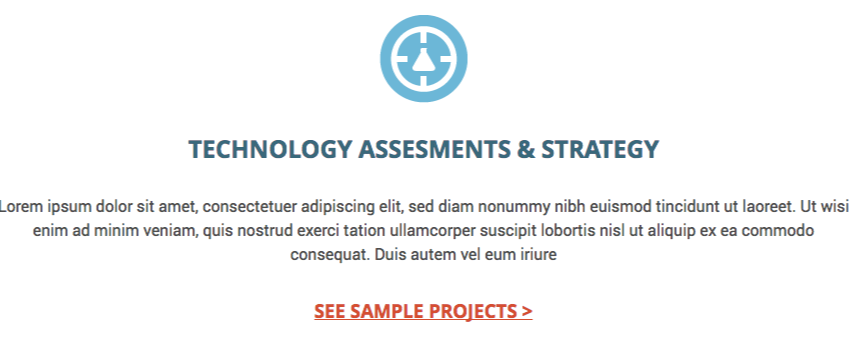 TECHNOLOGY ASSESMENTS & STRATEGY
Lorem ipsum dolor sit amet, consectetuer adipiscing elit, sed diam nonummy nibh euismod tincidunt ut laoreet. Ut wisi
enim ad minim veniam, quis nostrud exerci tation ullamcorper suscipit lobortis nisl ut aliquip ex ea commodo
consequat. Duis autem vel eum iriure
SEE SAMPLE PROJECTS >